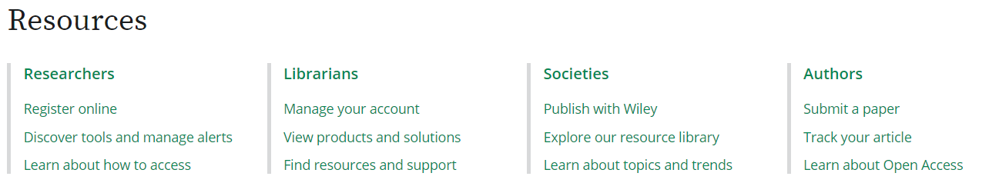 Resources
Researchers
Register online
Discover tools and manage alerts
Learn about how to access
Librarians
Manage your account
View products and solutions
Find resources and support
Societies
Publish with Wiley
Explore our resource library
Learn about topics and trends
Authors
Submit a paper
Track your article
Learn about Open Access